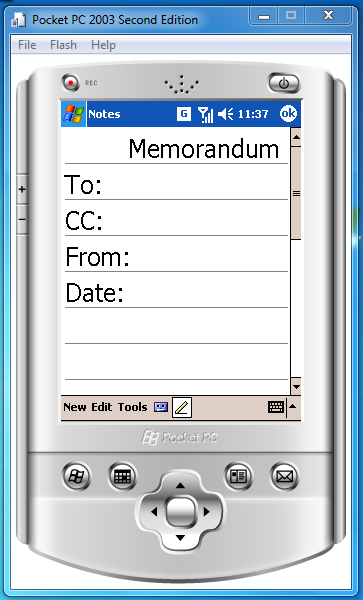 Pocket PC 2003 Second Edition
File Flash Help
REC
Notes G 11:37 ok
Memorandum
To:
CC:
From:
Date:
New Edit Tools
Pocket PC